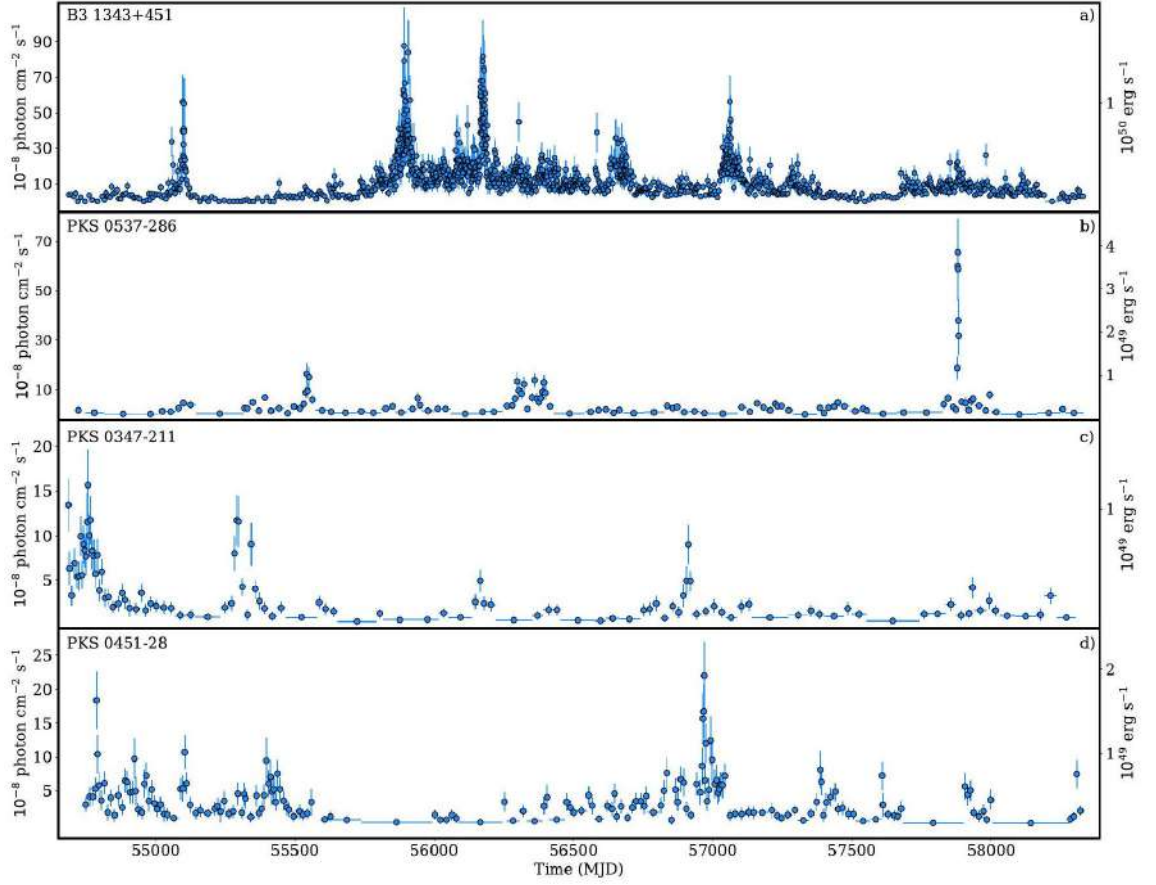 B3 1343+451 a)
10⁻⁸ photon cm⁻² s⁻¹
90
70
50
30
10
1
10⁵⁰ erg s⁻¹
PKS 0537-286 b)
10⁻⁸ photon cm⁻² s⁻¹
70
50
30
10
4
3
2
1
10⁴⁹ erg s⁻¹
PKS 0347-211 c)
10⁻⁸ photon cm⁻² s⁻¹
20
15
10
5
1
10⁴⁹ erg s⁻¹
PKS 0451-28 d)
10⁻⁸ photon cm⁻² s⁻¹
25
20
15
10
5
2
1
10⁴⁹ erg s⁻¹
55000 55500 56000 56500 57000 57500 58000
Time (MJD)